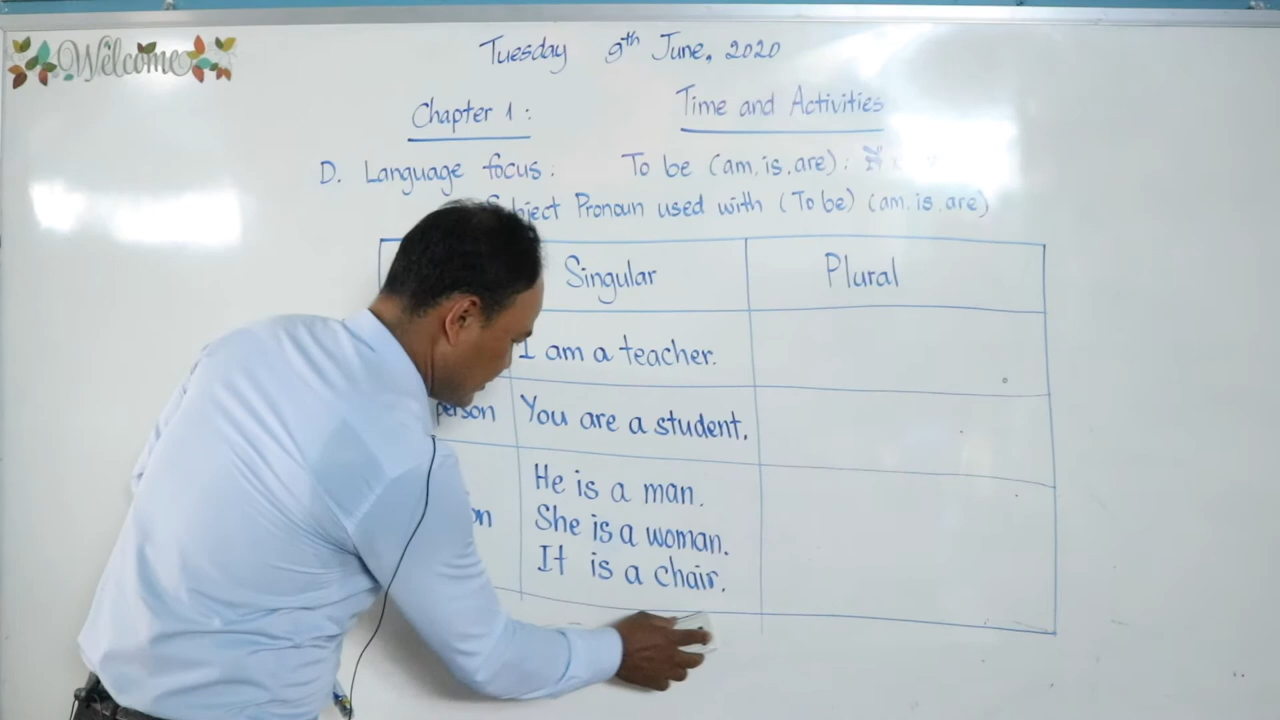 Welcome
Tuesday 9th June, 2020
Chapter 1: Time and Activities
D. Language focus: To be (am, is, are):
Pronoun used with (To be) (am, is, are)
Singular Plural
I am a teacher.
person You are a student.
He is a man.
She is a woman.
It is a chair.